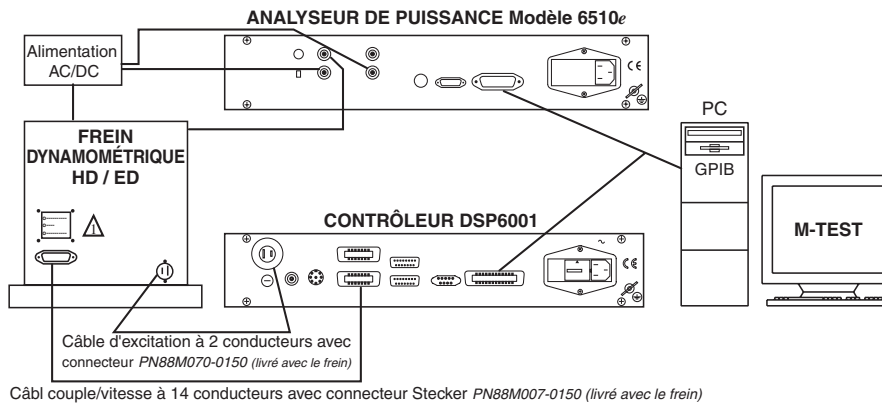 ANALYSEUR DE PUISSANCE Modèle 6510e
Alimentation
AC/DC
CE
PC
FREIN
DYNAMOMÉTRIQUE
HD / ED
GPIB
CONTRÔLEUR DSP6001
M-TEST
CE
Câble d'excitation à 2 conducteurs avec
connecteur PN88M070-0150 (livré avec le frein)
Câbl couple/vitesse à 14 conducteurs avec connecteur Stecker PN88M007-0150 (livré avec le frein)